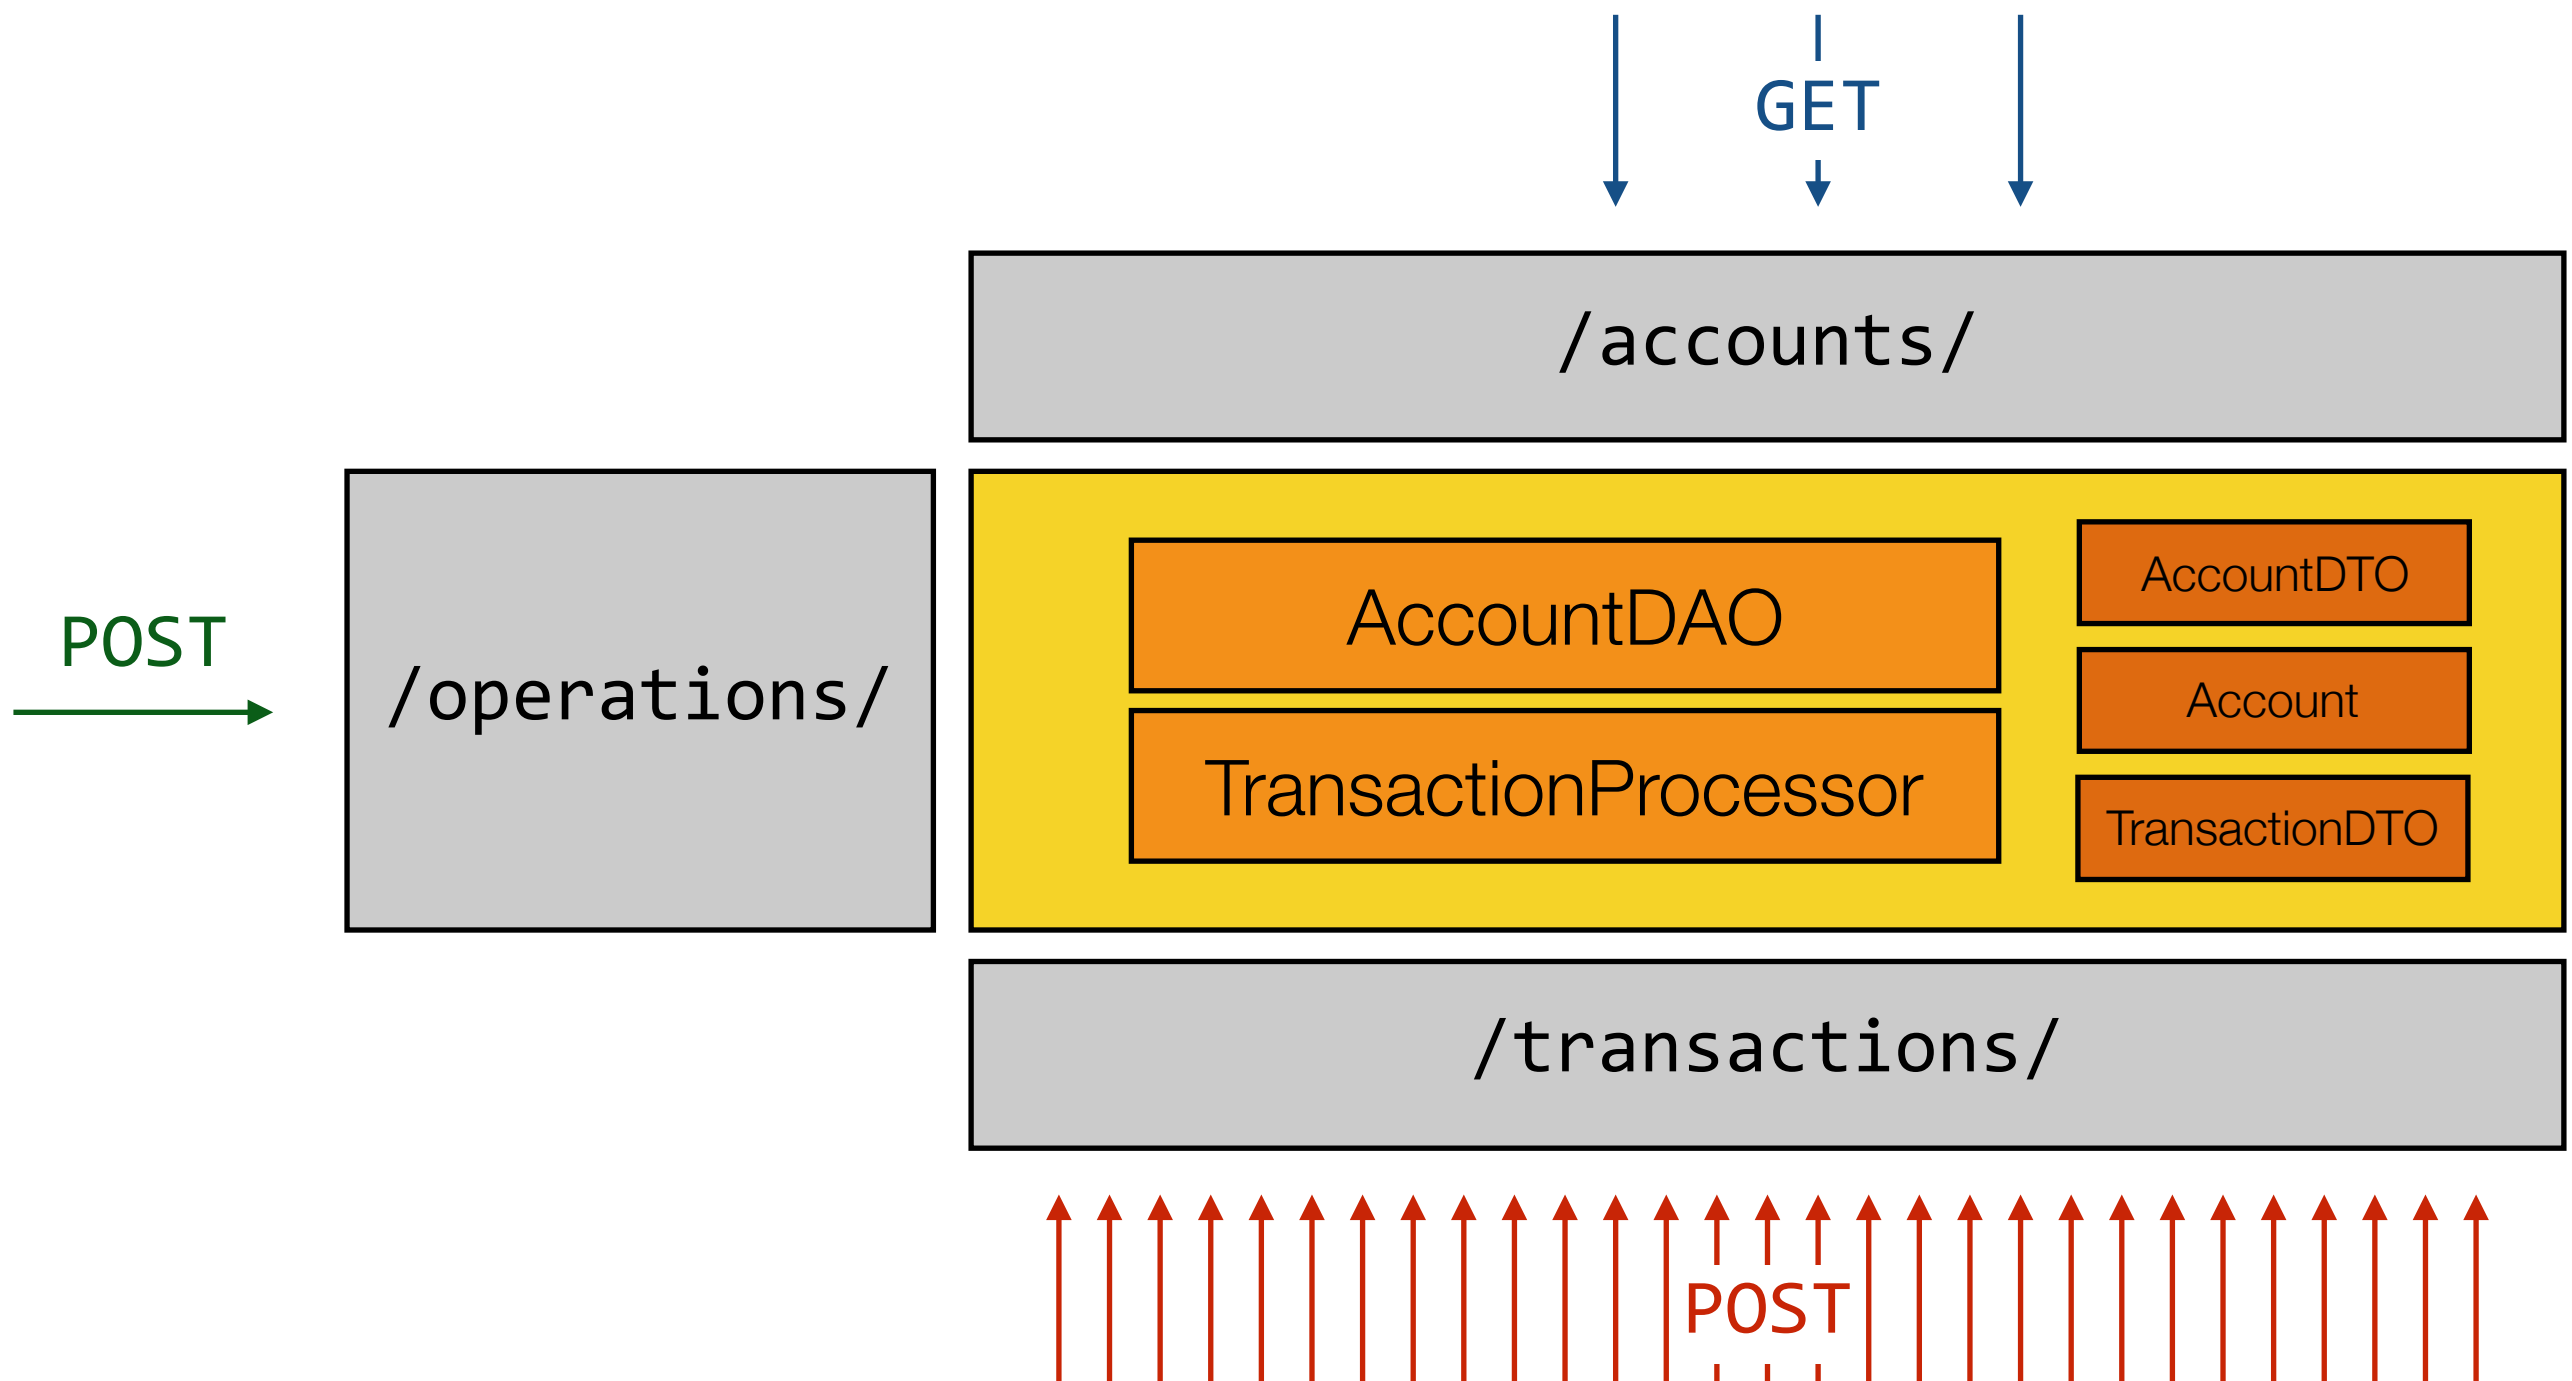 GET
/accounts/
POST
/operations/
AccountDAO
TransactionProcessor
AccountDTO
Account
TransactionDTO
/transactions/
POST